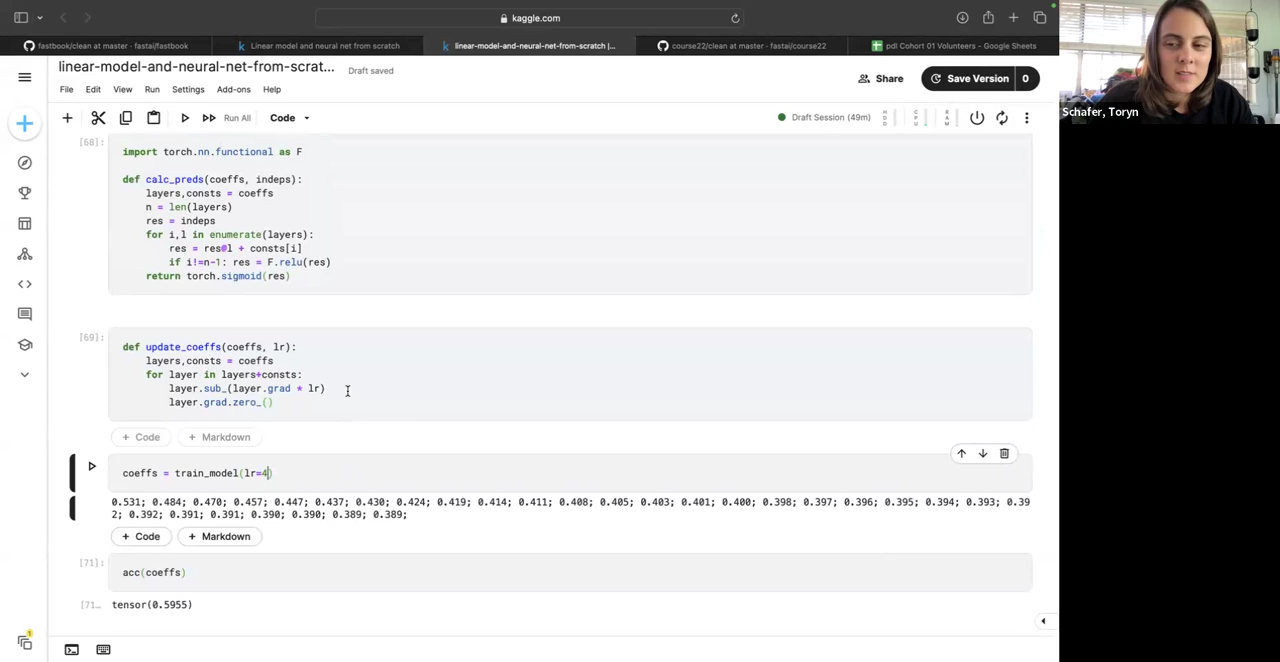 kaggle.com
fastbook/clean at master · fastai/fastbook
Linear model and neural net from scratch
linear-model-and-neural-net-from-scratch |...
course22/clean at master · fastai/course22
pdl Cohort 01 Volunteers - Google Sheets
linear-model-and-neural-net-from-scrat...
Draft saved
File Edit View Run Settings Add-ons Help
Share
Save Version 0
Run All
Code
Draft Session (49m)
HDD
CPU
RAM
Schafer, Toryn
[68]:
import torch.nn.functional as F
def calc_preds(coeffs, indeps):
layers,consts = coeffs
n = len(layers)
res = indeps
for i,l in enumerate(layers):
res = res@l + consts[i]
if i!=n-1: res = F.relu(res)
return torch.sigmoid(res)
[69]:
def update_coeffs(coeffs, lr):
layers,consts = coeffs
for layer in layers+consts:
layer.sub_(layer.grad * lr)
layer.grad.zero_()
+ Code + Markdown
coeffs = train_model(lr=4)
0.531; 0.484; 0.470; 0.457; 0.447; 0.437; 0.430; 0.424; 0.419; 0.414; 0.411; 0.408; 0.405; 0.403; 0.401; 0.400; 0.398; 0.397; 0.396; 0.395; 0.394; 0.393; 0.39
2; 0.392; 0.391; 0.391; 0.390; 0.390; 0.389; 0.389;
+ Code + Markdown
[71]:
acc(coeffs)
[71...
tensor(0.5955)
1